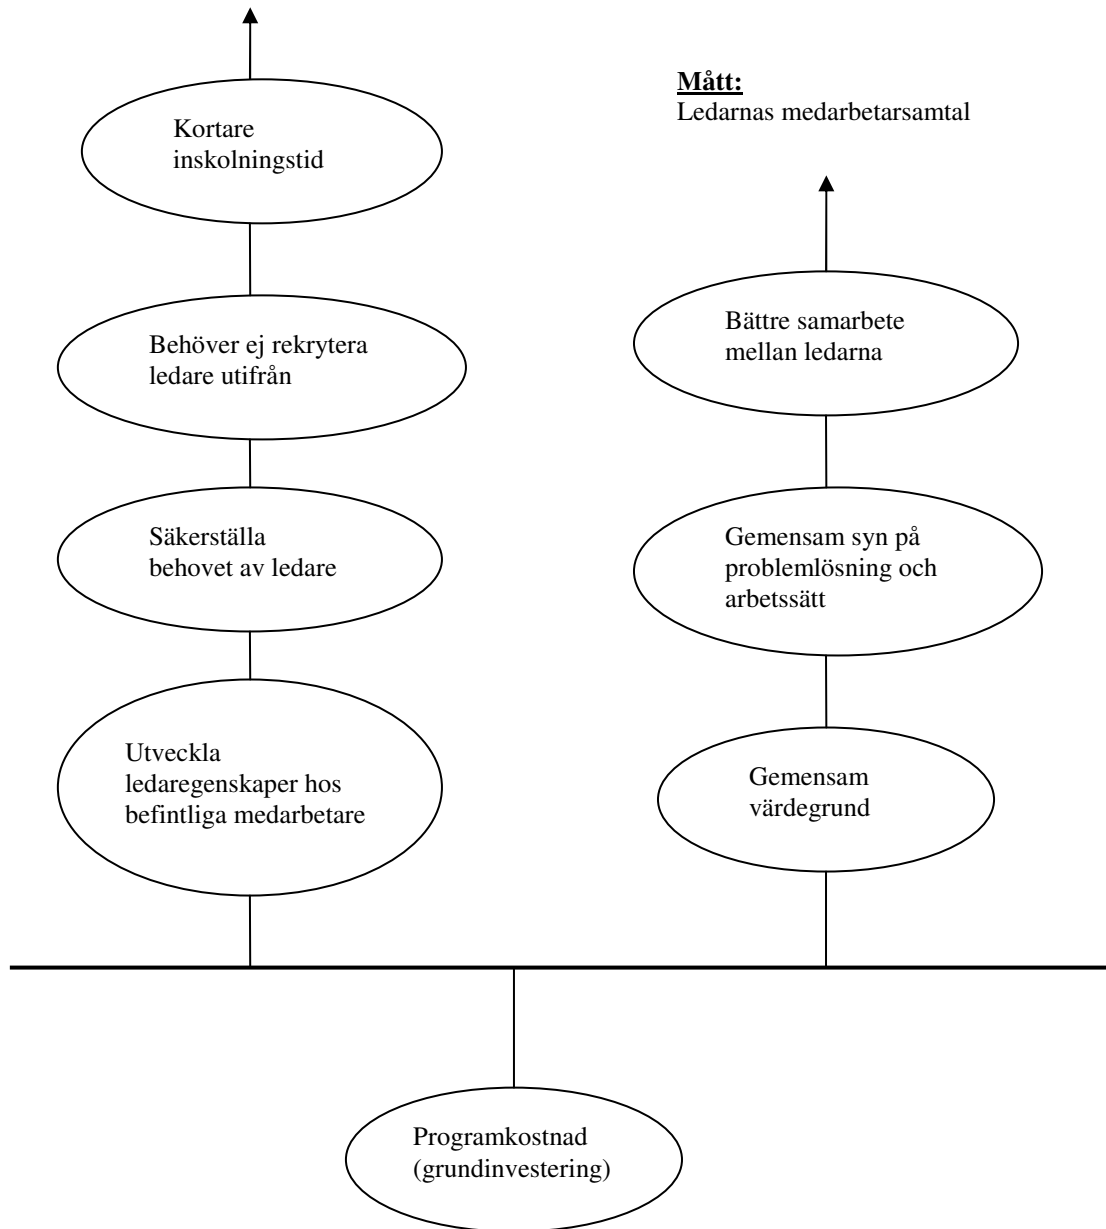 Kortare
inskolningstid
Behöver ej rekrytera
ledare utifrån
Säkerställa
behovet av ledare
Utveckla
ledaregenskaper hos
befintliga medarbetare
Mått:
Ledarnas medarbetarsamtal
Bättre samarbete
mellan ledarna
Gemensam syn på
problemlösning och
arbetssätt
Gemensam
värdegrund
Programkostnad
(grundinvestering)